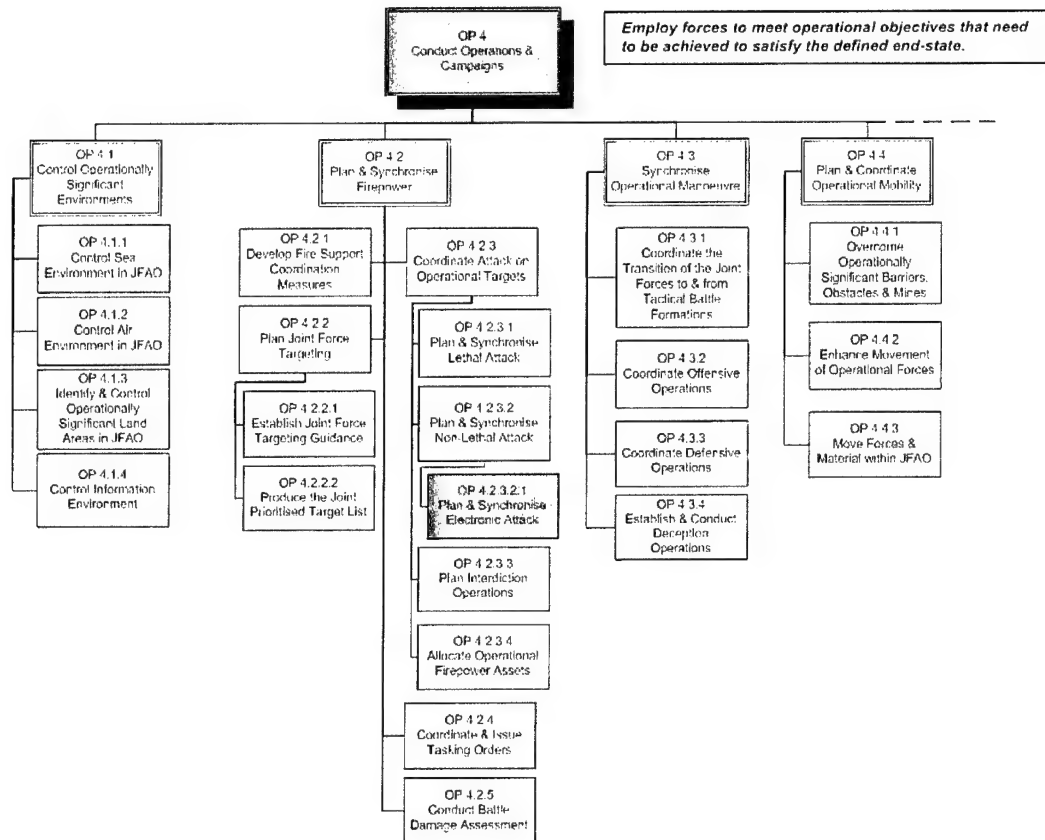 OP 4
Conduct Operations &
Campaigns
Employ forces to meet operational objectives that need
to be achieved to satisfy the defined end-state.
OP 4.1
Control Operationally
Significant
Environments
OP 4.1.1
Control Sea
Environment in JFAO
OP 4.1.2
Control Air
Environment in JFAO
OP 4.1.3
Identify & Control
Operationally
Significant Land
Areas in JFAO
OP 4.1.4
Control Information
Environment
OP 4.2
Plan & Synchronise
Firepower
OP 4.2.1
Develop Fire Support
Coordination
Measures
OP 4.2.2
Plan Joint Force
Targeting
OP 4.2.2.1
Establish Joint Force
Targeting Guidance
OP 4.2.2.2
Produce the Joint
Prioritised Target List
OP 4.2.3
Coordinate Attack on
Operational Targets
OP 4.2.3.1
Plan & Synchronise
Lethal Attack
OP 4.2.3.2
Plan & Synchronise
Non-Lethal Attack
OP 4.2.3.2.1
Plan & Synchronise
Electronic Attack
OP 4.2.3.3
Plan Interdiction
Operations
OP 4.2.3.4
Allocate Operational
Firepower Assets
OP 4.2.4
Coordinate & Issue
Tasking Orders
OP 4.2.5
Conduct Battle
Damage Assessment
OP 4.3
Synchronise
Operational Manoeuvre
OP 4.3.1
Coordinate the
Transition of the Joint
Forces to & from
Tactical Battle
Formations
OP 4.3.2
Coordinate Offensive
Operations
OP 4.3.3
Coordinate Defensive
Operations
OP 4.3.4
Establish & Conduct
Deception
Operations
OP 4.4
Plan & Coordinate
Operational Mobility
OP 4.4.1
Overcome
Operationally
Significant Barriers,
Obstacles & Mines
OP 4.4.2
Enhance Movement
of Operational Forces
OP 4.4.3
Move Forces &
Material within JFAO